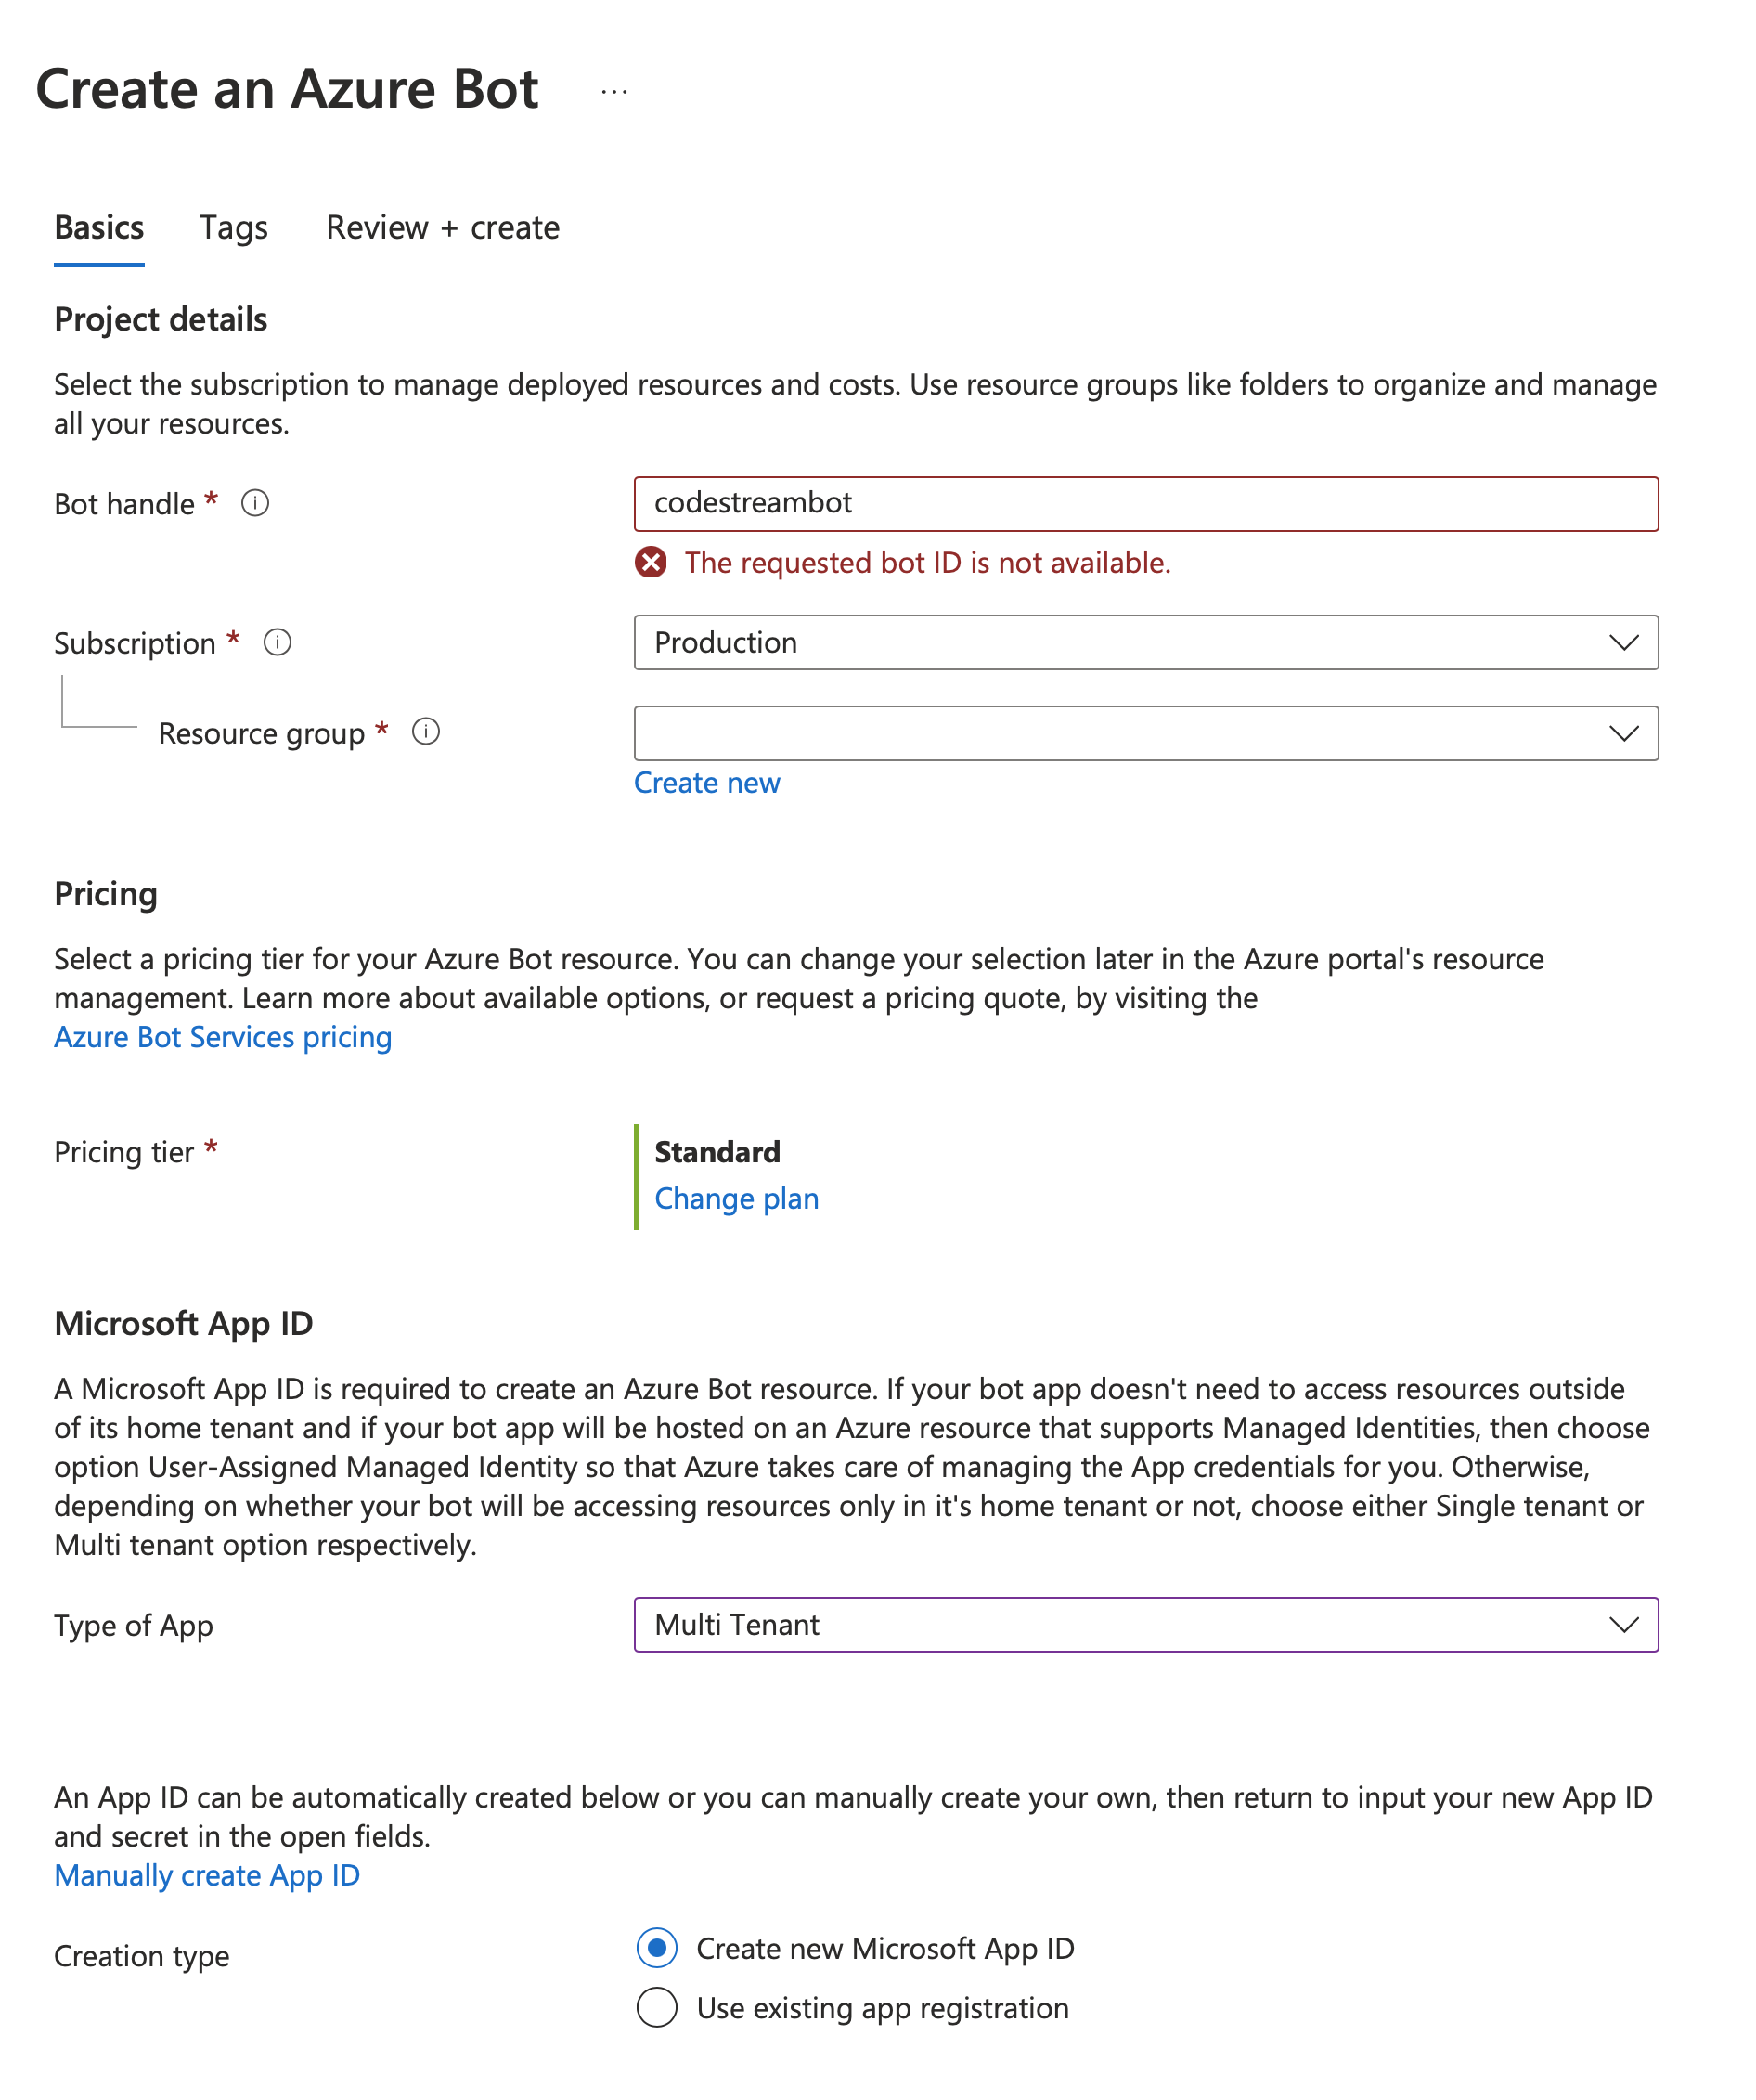 Create an Azure Bot ...
Basics Tags Review + create
Project details
Select the subscription to manage deployed resources and costs. Use resource groups like folders to organize and manage
all your resources.
Bot handle * codestreambot
The requested bot ID is not available.
Subscription * Production
Resource group *
Create new
Pricing
Select a pricing tier for your Azure Bot resource. You can change your selection later in the Azure portal's resource
management. Learn more about available options, or request a pricing quote, by visiting the
Azure Bot Services pricing
Pricing tier * Standard
Change plan
Microsoft App ID
A Microsoft App ID is required to create an Azure Bot resource. If your bot app doesn't need to access resources outside
of its home tenant and if your bot app will be hosted on an Azure resource that supports Managed Identities, then choose
option User-Assigned Managed Identity so that Azure takes care of managing the App credentials for you. Otherwise,
depending on whether your bot will be accessing resources only in it's home tenant or not, choose either Single tenant or
Multi tenant option respectively.
Type of App Multi Tenant
An App ID can be automatically created below or you can manually create your own, then return to input your new App ID
and secret in the open fields.
Manually create App ID
Creation type Create new Microsoft App ID
Use existing app registration